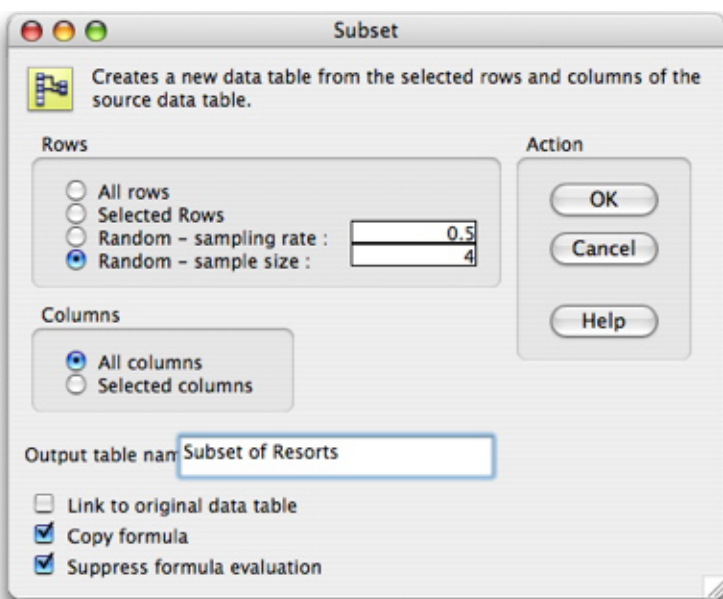 Subset
Creates a new data table from the selected rows and columns of the
source data table.
Rows
All rows
Selected Rows
Random - sampling rate : 0.5
Random - sample size : 4
Action
OK
Cancel
Help
Columns
All columns
Selected columns
Output table nam Subset of Resorts
Link to original data table
Copy formula
Suppress formula evaluation